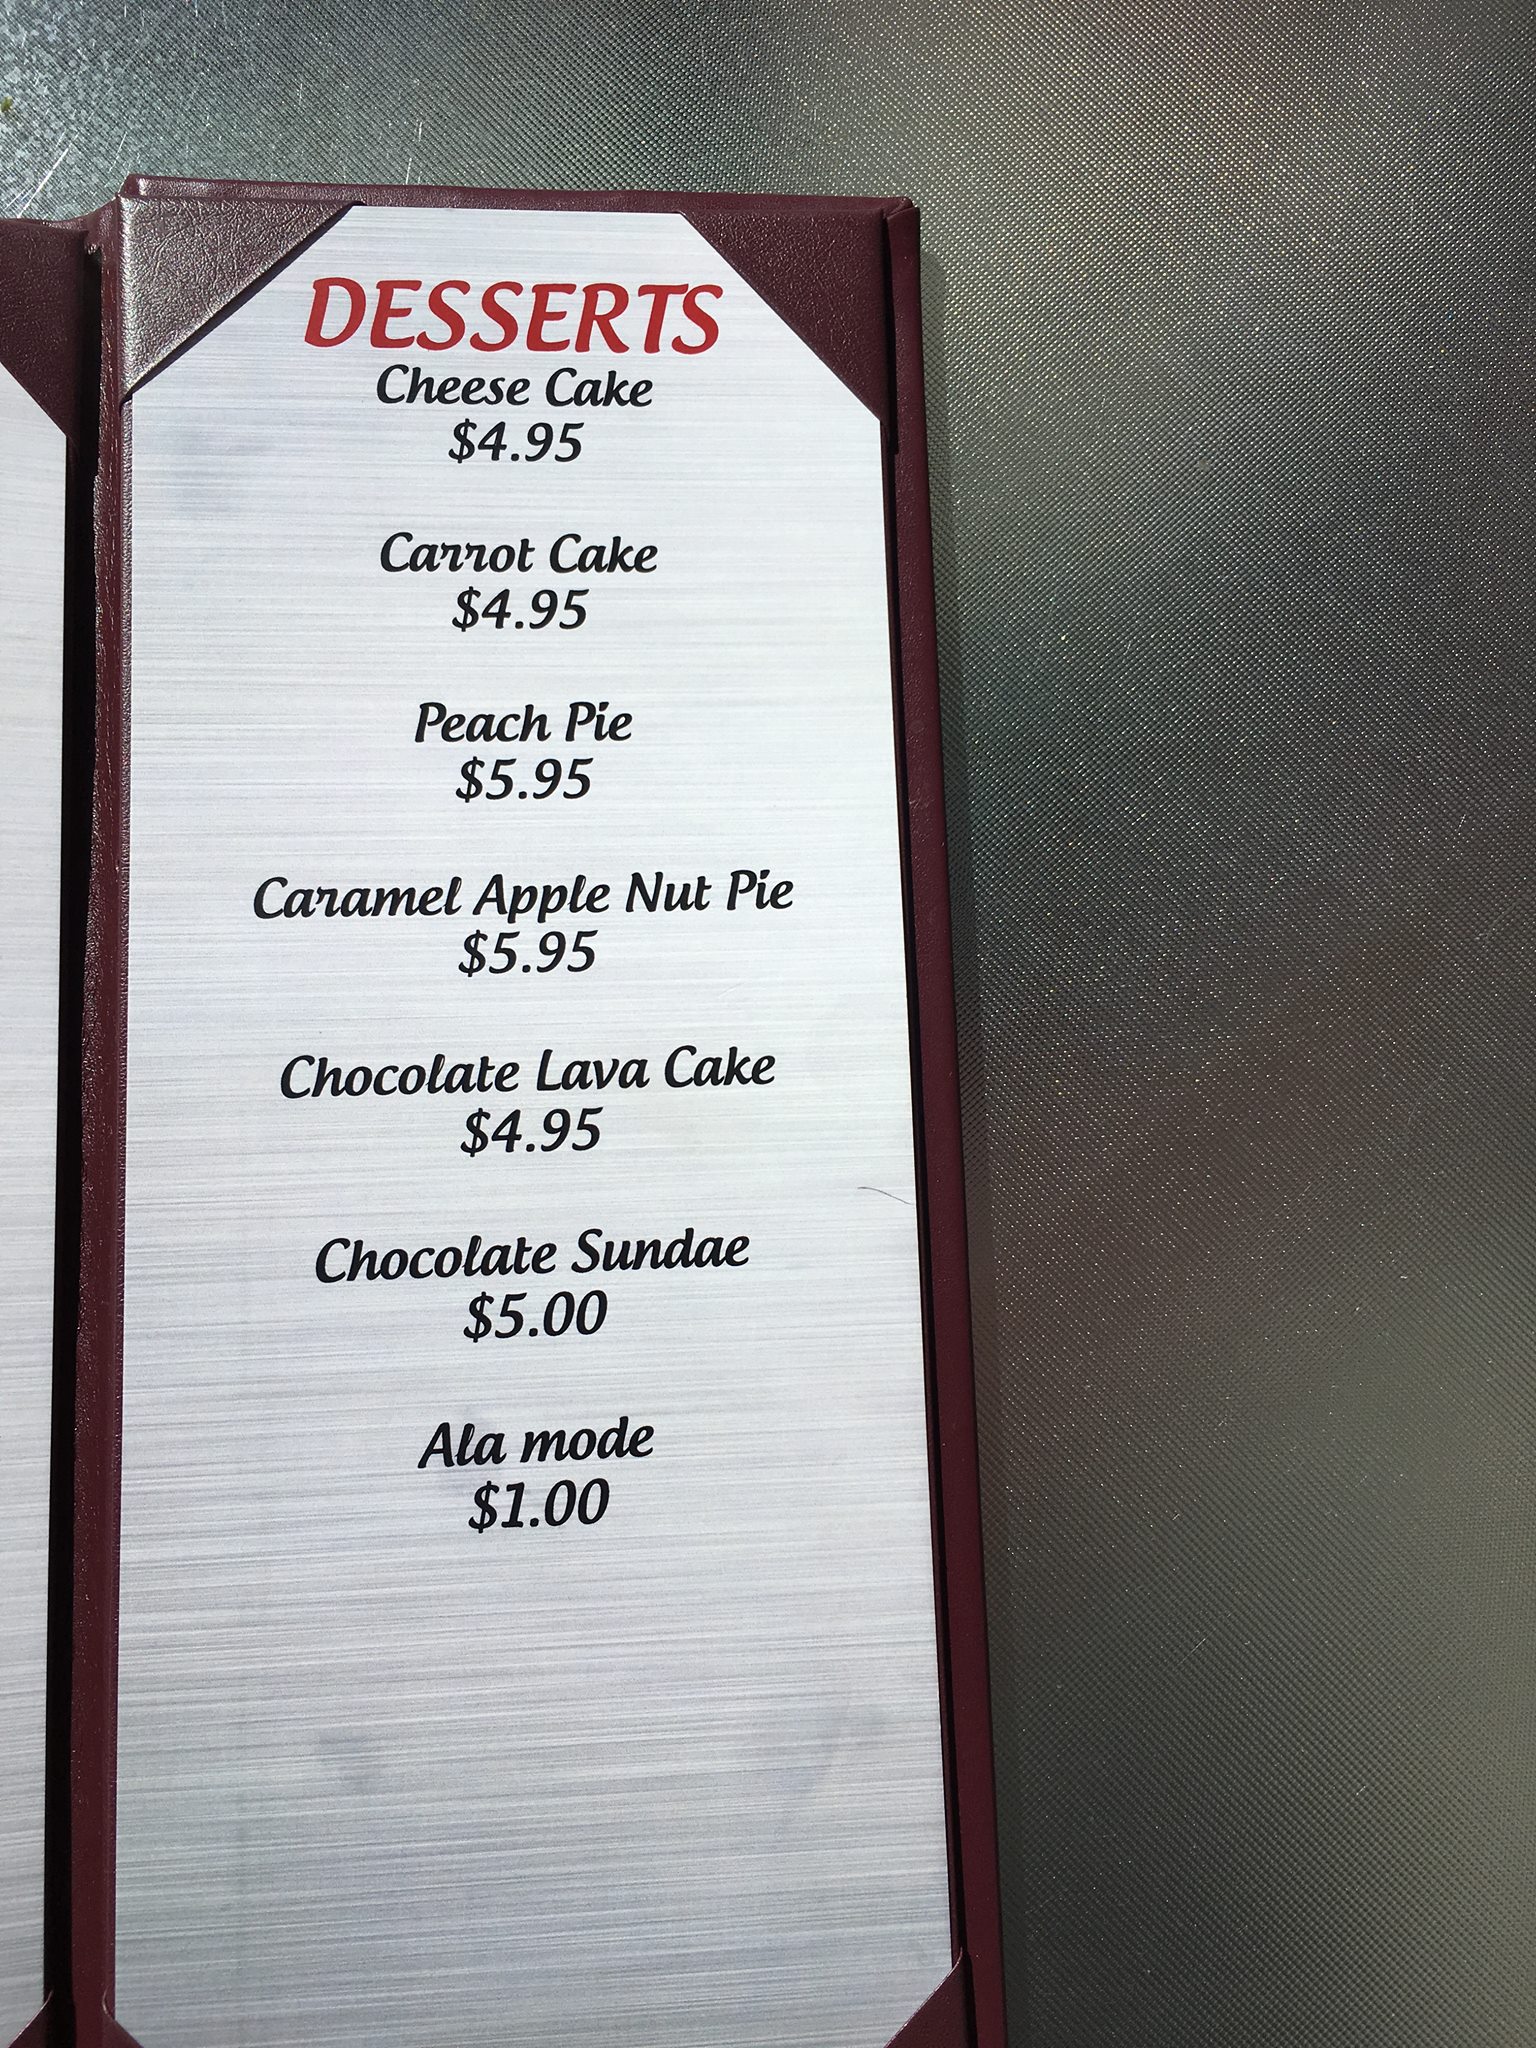 DESSERTS
Cheese Cake
$4.95
Carrot Cake
$4.95
Peach Pie
$5.95
Caramel Apple Nut Pie
$5.95
Chocolate Lava Cake
$4.95
Chocolate Sundae
$5.00
Ala mode
$1.00